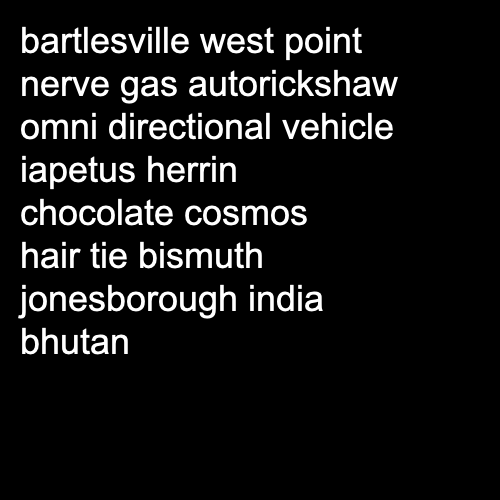 bartlesville west point
nerve gas autorickshaw
omni directional vehicle
iapetus herrin
chocolate cosmos
hair tie bismuth
jonesborough india
bhutan